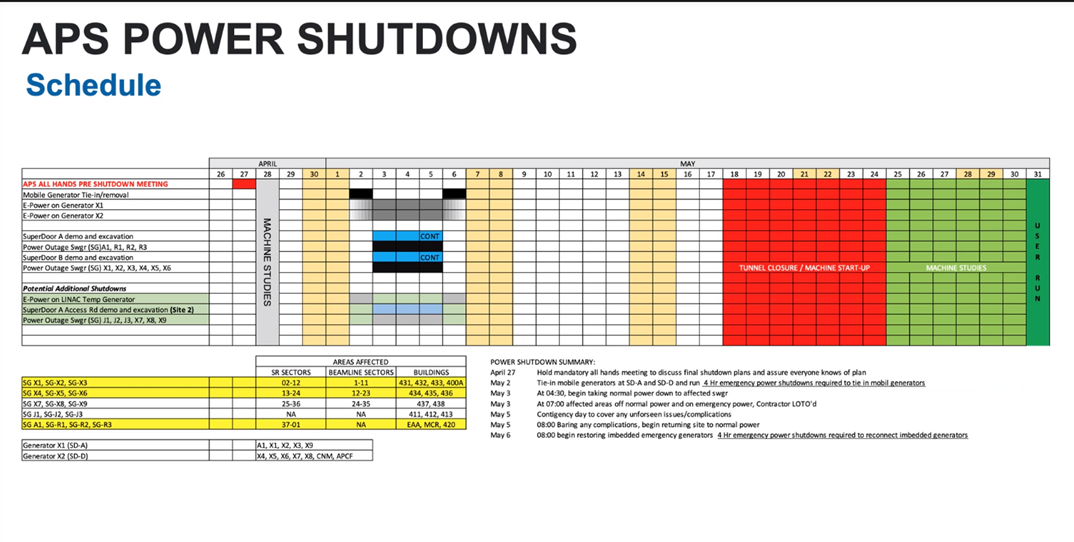 APS POWER SHUTDOWNS
Schedule
APRIL MAY
26 27 28 29 30 1 2 3 4 5 6 7 8 9 10 11 12 13 14 15 16 17 18 19 20 21 22 23 24 25 26 27 28 29 30 31
APS ALL HANDS PRE SHUTDOWN MEETING
Mobile Generator Tie-in/removal
E-Power on Generator X1
E-Power on Generator X2
SuperDoor A demo and excavation CONT
Power Outage Swgr (SG)A1, R1, R2, R3
SuperDoor B demo and excavation CONT
Power Outage Swgr (SG) X1, X2, X3, X4, X5, X6
Potential Additional Shutdowns
E-Power on LINAC Temp Generator
SuperDoor A Access Rd demo and excavation (Site 2)
Power Outage Swgr (SG) J1, J2, J3, X7, X8, X9
MACHINE STUDIES
TUNNEL CLOSURE / MACHINE START-UP
MACHINE STUDIES
USER RUN
AREAS AFFECTED
SR SECTORS BEAMLINE SECTORS BUILDINGS
SG X1, SG-X2, SG-X3 02-12 1-11 431, 432, 433, 400A
SG X4, SG-X5, SG-X6 13-24 12-23 434, 435, 436
SG X7, SG-X8, SG-X9 25-36 24-35 437, 438
SG J1, SG-J2, SG-J3 NA NA 411, 412, 413
SG A1, SG-R1, SG-R2, SG-R3 37-01 NA EAA, MCR, 420
Generator X1 (SD-A) A1, X1, X2, X3, X9
Generator X2 (SD-D) X4, X5, X6, X7, X8, CNM, APCF
POWER SHUTDOWN SUMMARY:
April 27 Hold mandatory all hands meeting to discuss final shutdown plans and assure everyone knows of plan
May 2 Tie-in mobile generators at SD-A and SD-D and run 4 Hr emergency power shutdowns required to tie in mobil generators
May 3 At 04:30, begin taking normal power down to affected swgr
May 3 At 07:00 affected areas off normal power and on emergency power, Contractor LOTO'd
May 5 Contigency day to cover any unforseen issues/complications
May 5 08:00 Baring any complications, begin returning site to normal power
May 6 08:00 Begin restoring imbedded emergency generators 4 Hr emergency power shutdowns required to reconnect imbedded generators